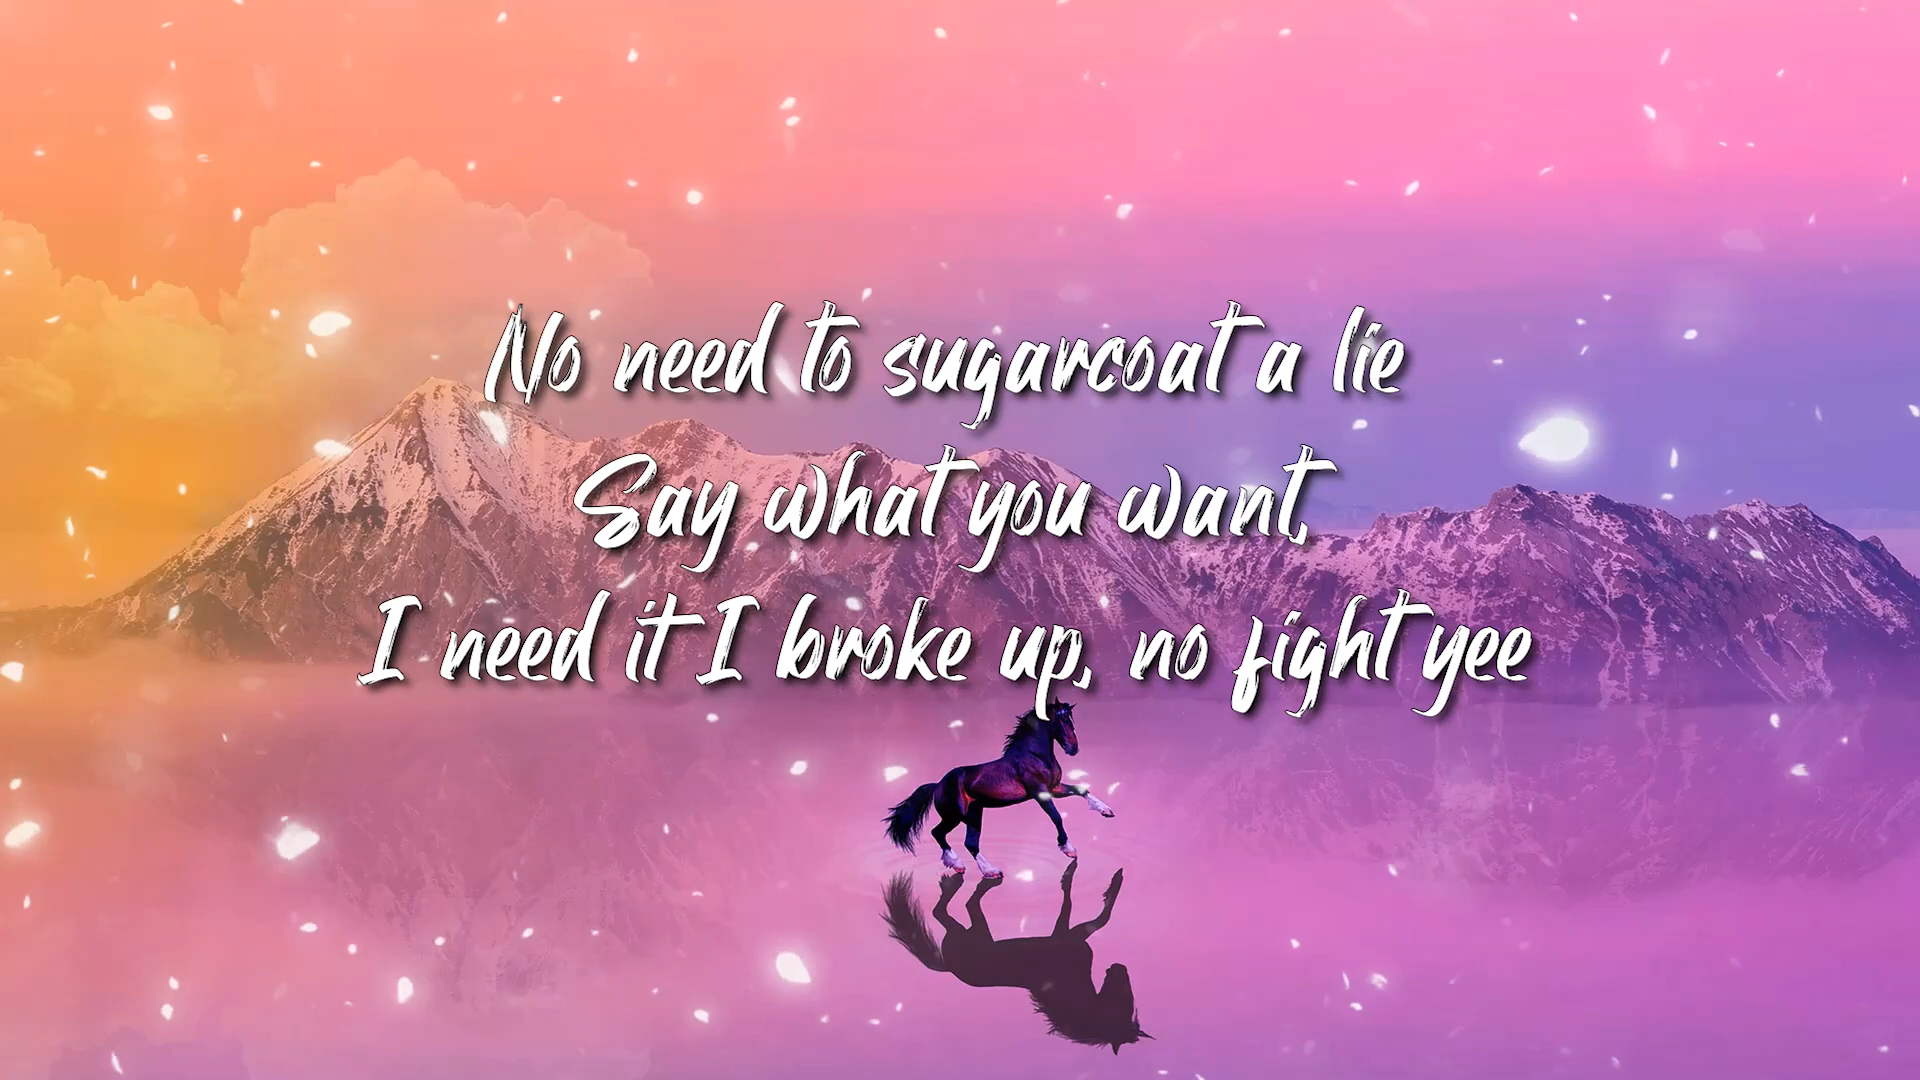 No need to sugarcoat a lie
Say what you want,
I need it I broke up, no fight yee